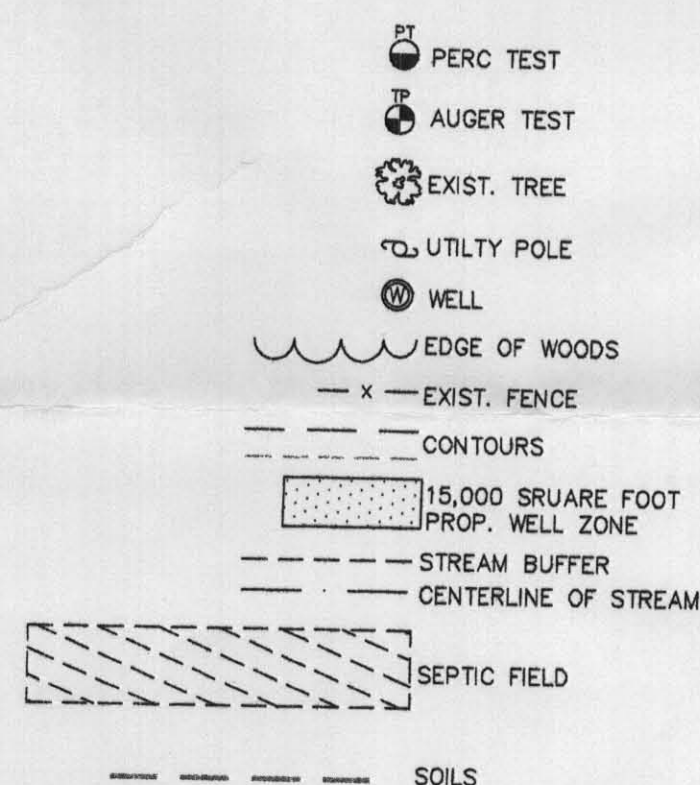 PT
PERC TEST
TP
AUGER TEST
EXIST. TREE
UTILTY POLE
W WELL
EDGE OF WOODS
x EXIST. FENCE
CONTOURS
15,000 SRUARE FOOT
PROP. WELL ZONE
STREAM BUFFER
CENTERLINE OF STREAM
SEPTIC FIELD
SOILS